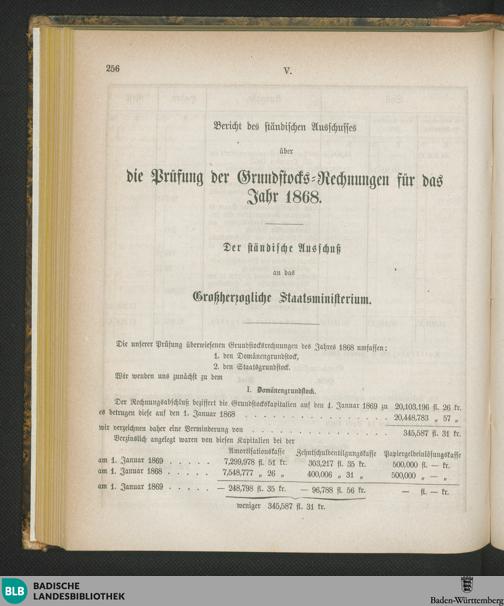 256
V.
Bericht des ständischen Ausschusses
über
die Prüfung der Grundstocks-Rechnungen für das
Jahr 1868.
Der ständische Ausschuß
an das
Großherzogliche Staatsministerium.
Die unserer Prüfung überwiesenen Grundstocksrechnungen des Jahres 1868 umfassen:
1. den Domänengrundstock,
2. den Staatsgrundstock.
Wir wenden uns zunächst zu dem
I. Domänengrundstock.
Der Rechnungsabschluß beziffert die Grundstockskapitalien auf den 1. Januar 1869 zu 20,103,196 fl. 26 kr.
es betrugen diese auf den 1. Januar 1868 . . . . . . . . . . . . . 20,448,783 „ 57 „
wir verzeichnen daher eine Verminderung von . . . . . . . . . . . . 345,587 fl. 31 kr.
Verzinslich angelegt waren von diesen Kapitalien bei der
Amortisationskasse Zehntschuldentilgungskasse Papiergeldeinlösungskasse
am 1. Januar 1869 . . . . . 7,299,978 fl. 51 kr. 303,217 fl. 35 kr. 500,000 fl. — kr.
am 1. Januar 1868 . . . . . 7,548,777 „ 26 „ 400,006 „ 31 „ 500,000 „ — „
am 1. Januar 1869 . . . . . — 248,798 fl. 35 kr. — 96,788 fl. 56 kr. — fl. — kr.
weniger 345,587 fl. 31 kr.
BLB BADISCHE
LANDESBIBLIOTHEK
Baden-Württemberg